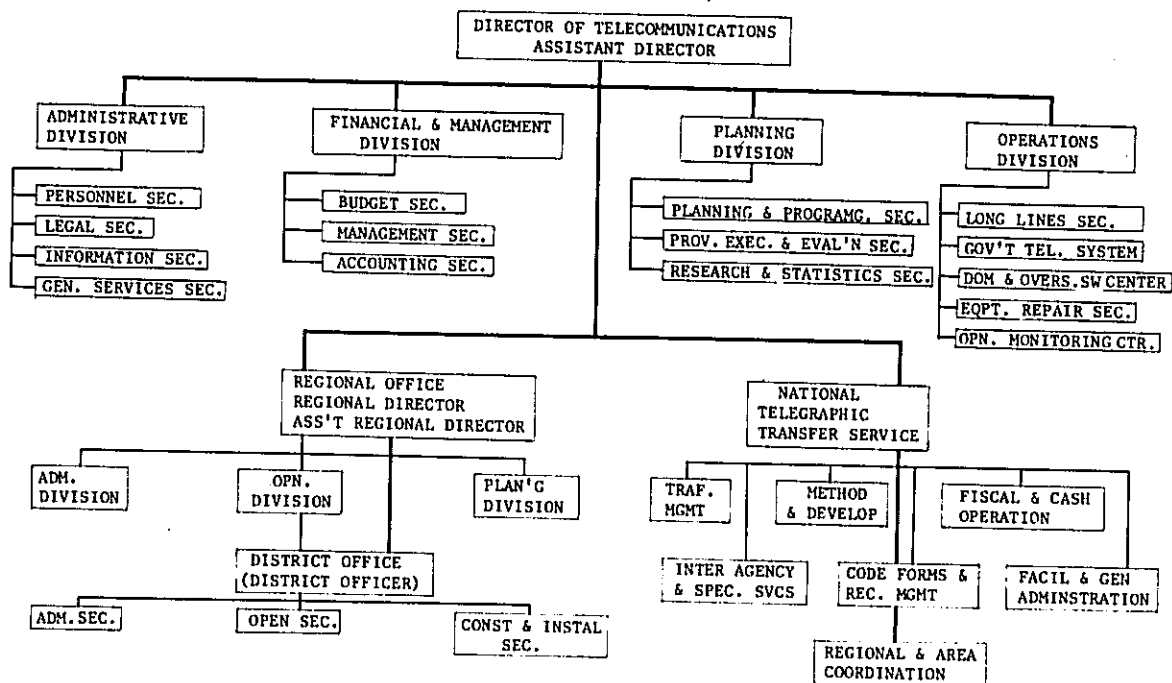 DIRECTOR OF TELECOMMUNICATIONS
ASSISTANT DIRECTOR
ADMINISTRATIVE
DIVISION
PERSONNEL SEC.
LEGAL SEC.
INFORMATION SEC.
GEN. SERVICES SEC.
FINANCIAL & MANAGEMENT
DIVISION
BUDGET SEC.
MANAGEMENT SEC.
ACCOUNTING SEC.
PLANNING
DIVISION
PLANNING & PROGRAMG. SEC.
PROV. EXEC. & EVAL'N SEC.
RESEARCH & STATISTICS SEC.
OPERATIONS
DIVISION
LONG LINES SEC.
GOV'T TEL. SYSTEM
DOM & OVERS.SW CENTER
EQPT. REPAIR SEC.
OPN. MONITORING CTR.
REGIONAL OFFICE
REGIONAL DIRECTOR
ASS'T REGIONAL DIRECTOR
ADM.
DIVISION
OPN.
DIVISION
PLAN'G
DIVISION
DISTRICT OFFICE
(DISTRICT OFFICER)
ADM.SEC.
OPEN SEC.
CONST & INSTAL
SEC.
NATIONAL
TELEGRAPHIC
TRANSFER SERVICE
TRAF.
MGMT
METHOD
& DEVELOP
FISCAL & CASH
OPERATION
INTER AGENCY
& SPEC. SVCS
CODE FORMS &
REC. MGMT
FACIL & GEN
ADMINSTRATION
REGIONAL & AREA
COORDINATION